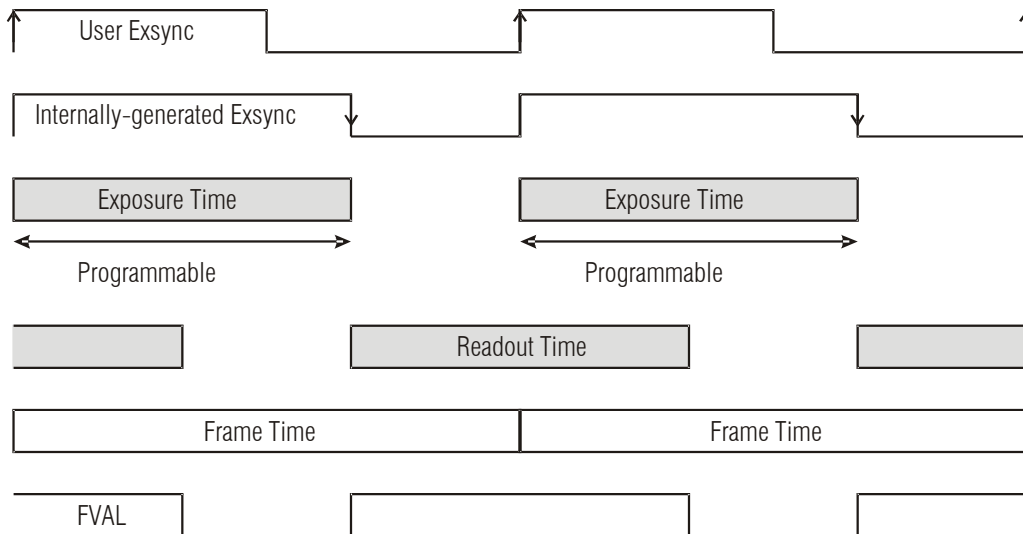 User Exsync
Internally-generated Exsync
Exposure Time
Exposure Time
Programmable
Programmable
Readout Time
Frame Time
Frame Time
FVAL